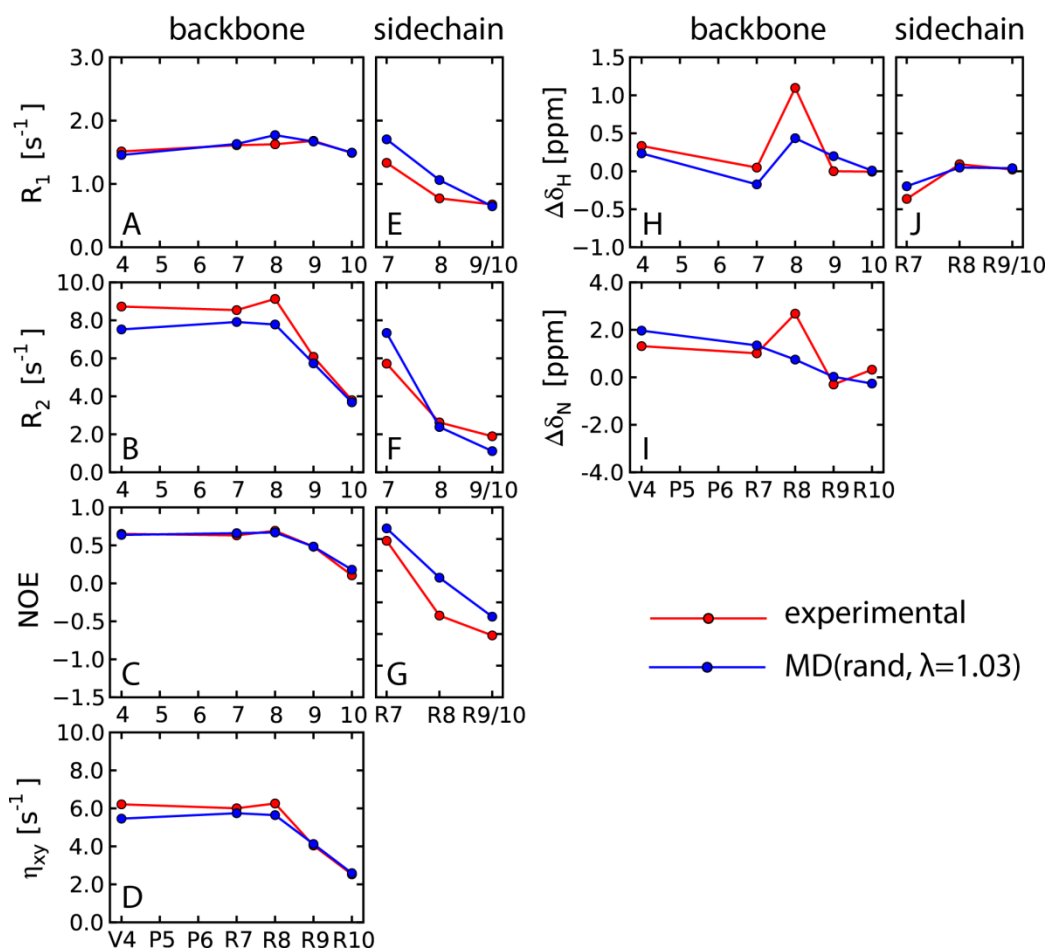 backbone
sidechain
R1 [s-1]
3.0
2.0
1.0
0.0
A
4 5 6 7 8 9 10
E
7 8 9/10
R2 [s-1]
10.0
8.0
6.0
4.0
2.0
0.0
B
4 5 6 7 8 9 10
F
7 8 9/10
NOE
1.0
0.5
0.0
−0.5
−1.0
−1.5
C
4 5 6 7 8 9 10
G
R7 R8 R9/10
ηxy [s-1]
10.0
8.0
6.0
4.0
2.0
0.0
D
V4 P5 P6 R7 R8 R9 R10
backbone
sidechain
ΔδH [ppm]
1.5
1.0
0.5
0.0
−0.5
−1.0
H
4 5 6 7 8 9 10
J
R7 R8 R9/10
ΔδN [ppm]
4.0
2.0
0.0
-2.0
-4.0
I
V4 P5 P6 R7 R8 R9 R10
experimental
MD(rand, λ=1.03)